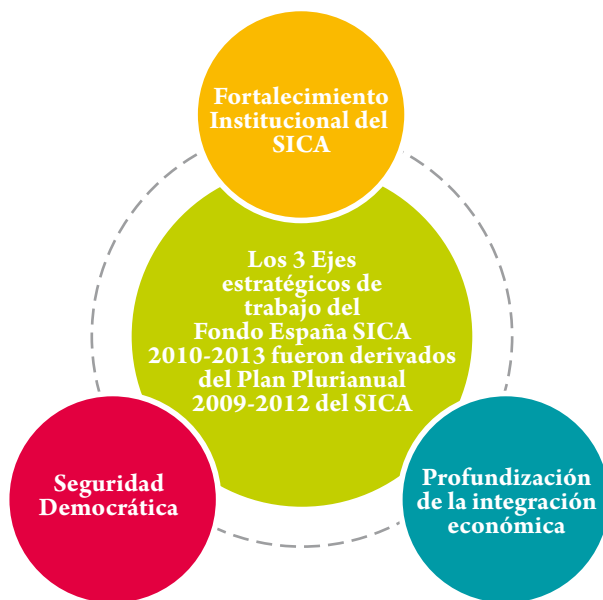 Fortalecimiento
Institucional del
SICA
Los 3 Ejes
estratégicos de
trabajo del
Fondo España SICA
2010-2013 fueron derivados
del Plan Plurianual
2009-2012 del SICA
Seguridad
Democrática
Profundización
de la integración
económica